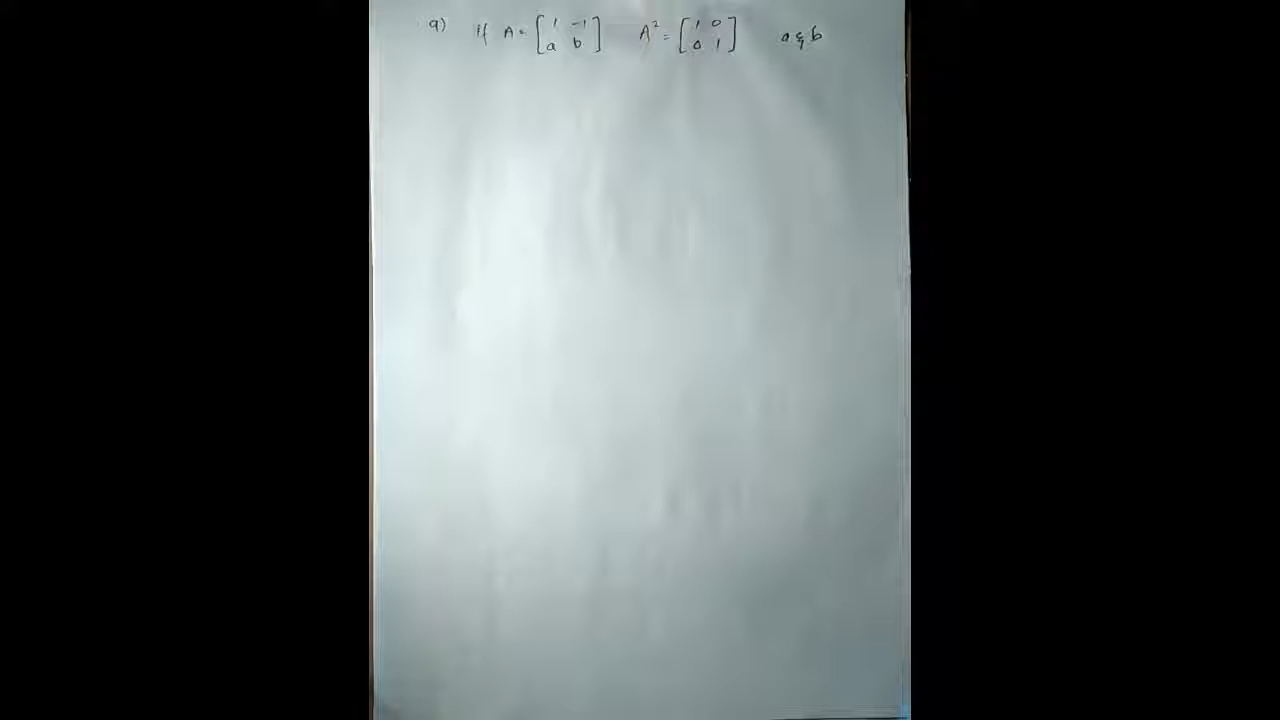 9) If A = [ 1 -1 a b ] A² = [ 1 0 0 1 ] a & b